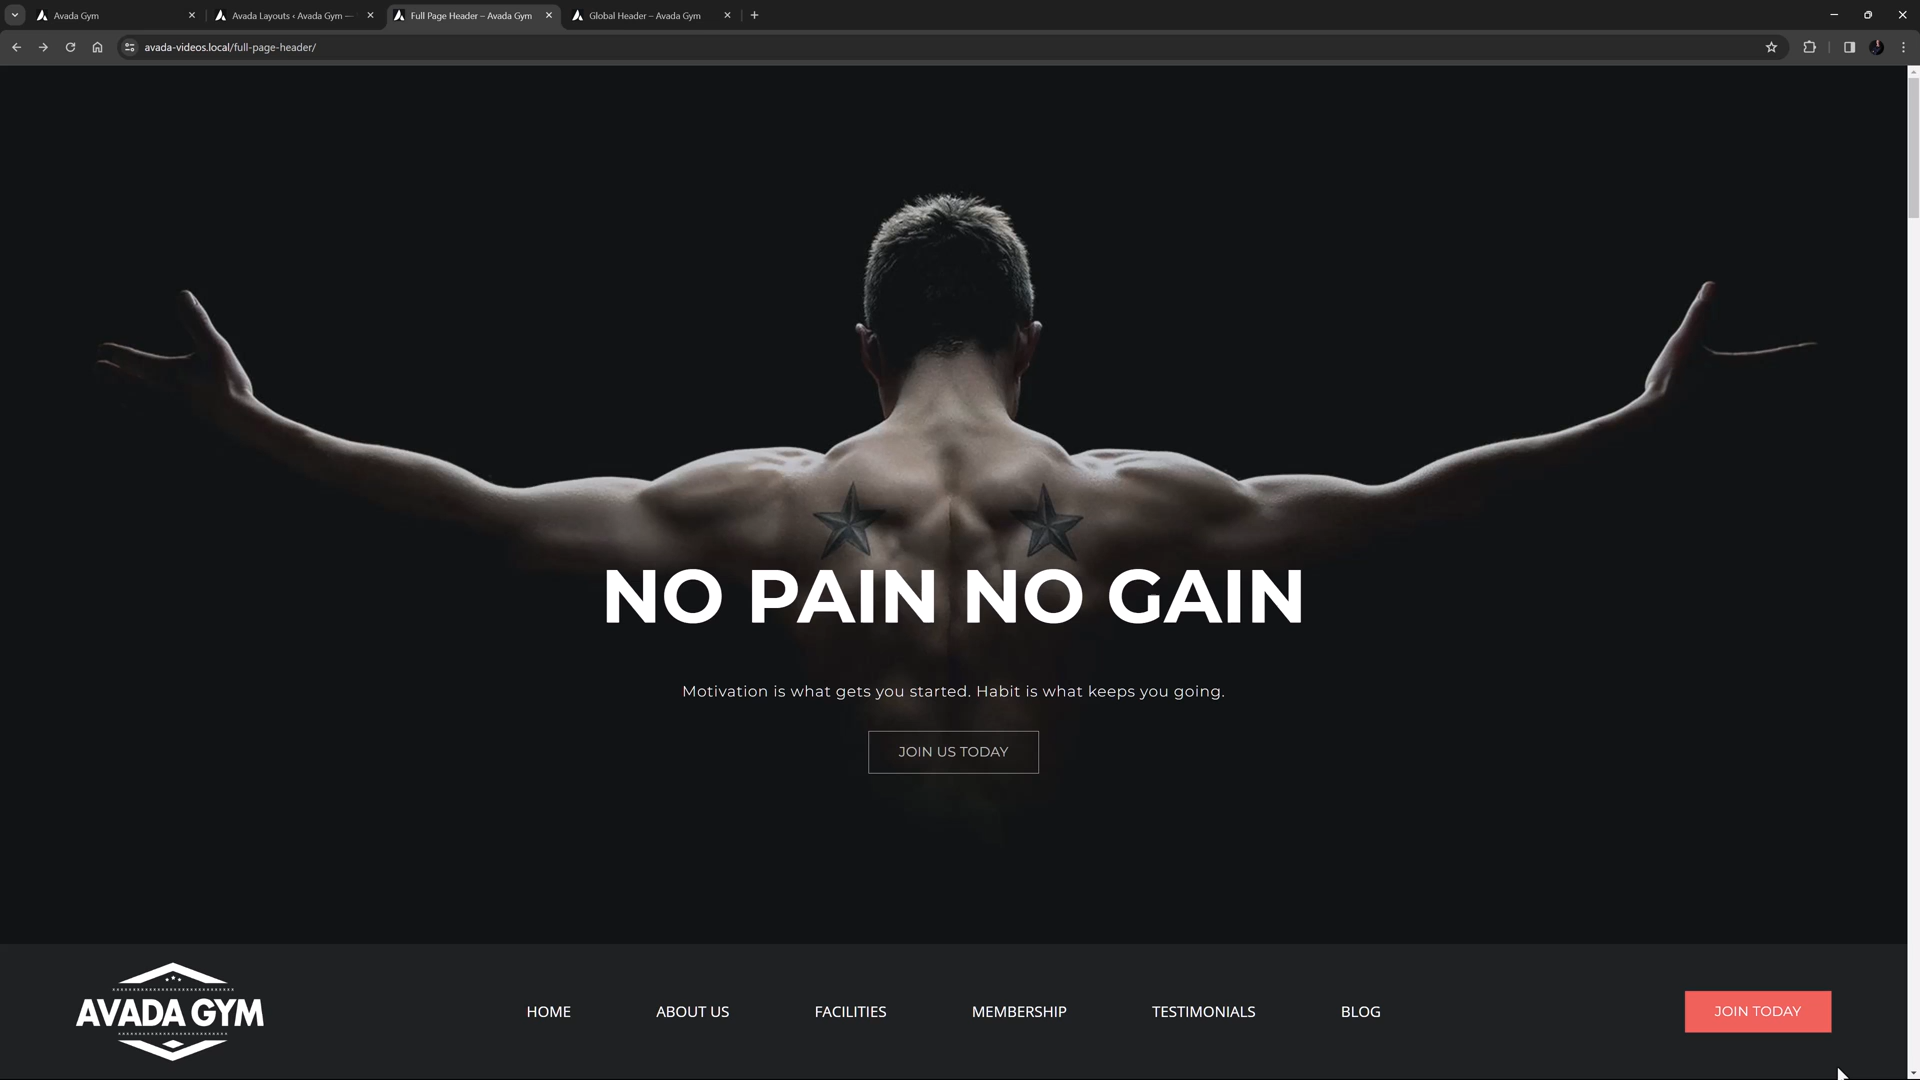 Avada Gym
Avada Layouts ‹ Avada Gym —
Full Page Header – Avada Gym
Global Header – Avada Gym
avada-videos.local/full-page-header/
NO PAIN NO GAIN
Motivation is what gets you started. Habit is what keeps you going.
JOIN US TODAY
AVADA GYM
HOME
ABOUT US
FACILITIES
MEMBERSHIP
TESTIMONIALS
BLOG
JOIN TODAY